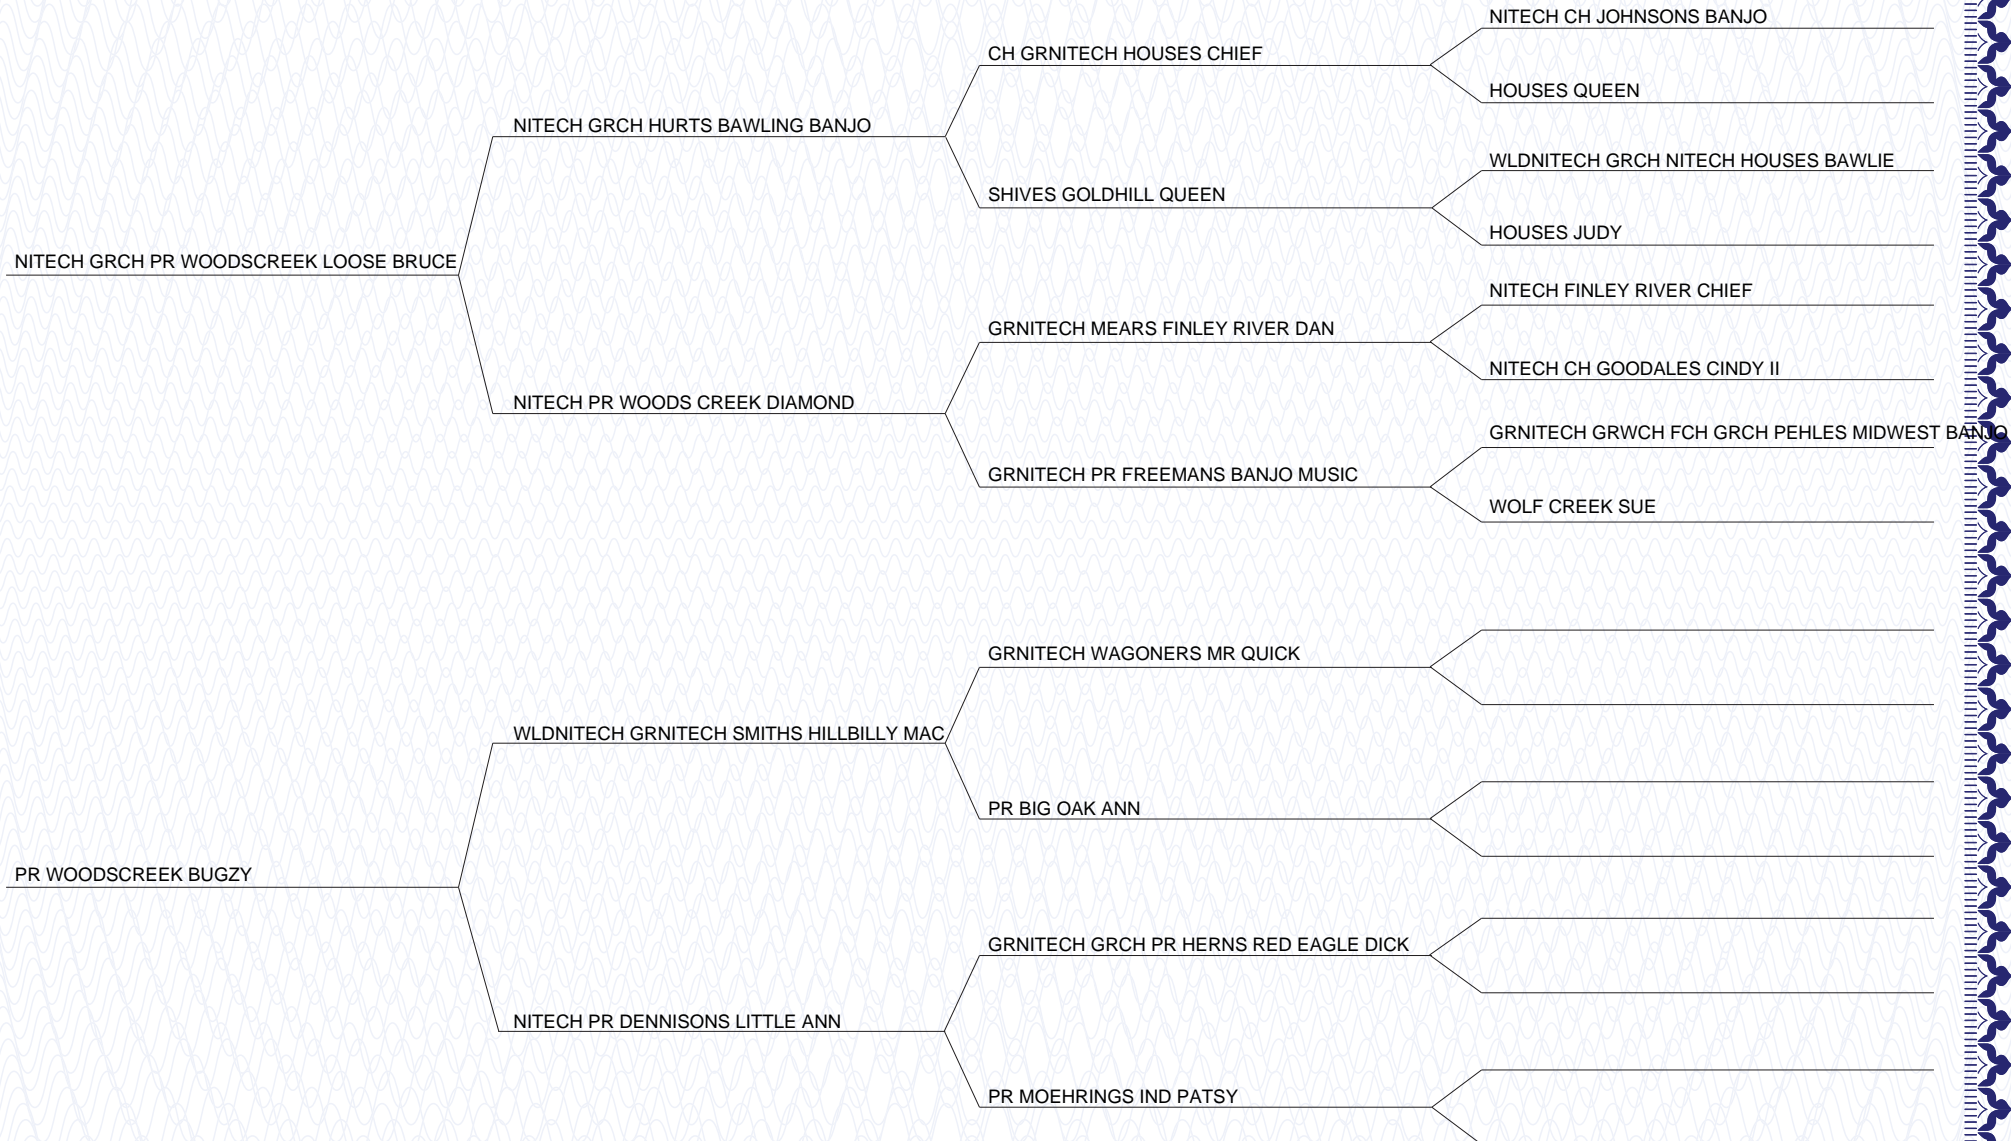 NITECH CH JOHNSONS BANJO
CH GRNITECH HOUSES CHIEF
HOUSES QUEEN
NITECH GRCH HURTS BAWLING BANJO
WLDNITECH GRCH NITECH HOUSES BAWLIE
SHIVES GOLDHILL QUEEN
HOUSES JUDY
NITECH GRCH PR WOODSCREEK LOOSE BRUCE
NITECH FINLEY RIVER CHIEF
GRNITECH MEARS FINLEY RIVER DAN
NITECH CH GOODALES CINDY II
NITECH PR WOODS CREEK DIAMOND
GRNITECH GRWCH FCH GRCH PEHLES MIDWEST BANJO
GRNITECH PR FREEMANS BANJO MUSIC
WOLF CREEK SUE
GRNITECH WAGONERS MR QUICK
WLDNITECH GRNITECH SMITHS HILLBILLY MAC
PR BIG OAK ANN
PR WOODSCREEK BUGZY
GRNITECH GRCH PR HERNS RED EAGLE DICK
NITECH PR DENNISONS LITTLE ANN
PR MOEHRINGS IND PATSY